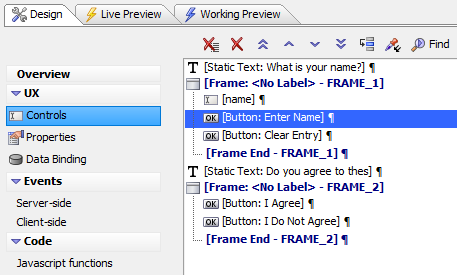 Design
Live Preview
Working Preview
Find
Overview
UX
Controls
Properties
Data Binding
Events
Server-side
Client-side
Code
Javascript functions
T [Static Text: What is your name?] ¶
[Frame: <No Label> - FRAME_1] ¶
[name] ¶
OK [Button: Enter Name] ¶
OK [Button: Clear Entry] ¶
[Frame End - FRAME_1] ¶
T [Static Text: Do you agree to thes] ¶
[Frame: <No Label> - FRAME_2] ¶
OK [Button: I Agree] ¶
OK [Button: I Do Not Agree] ¶
[Frame End - FRAME_2] ¶